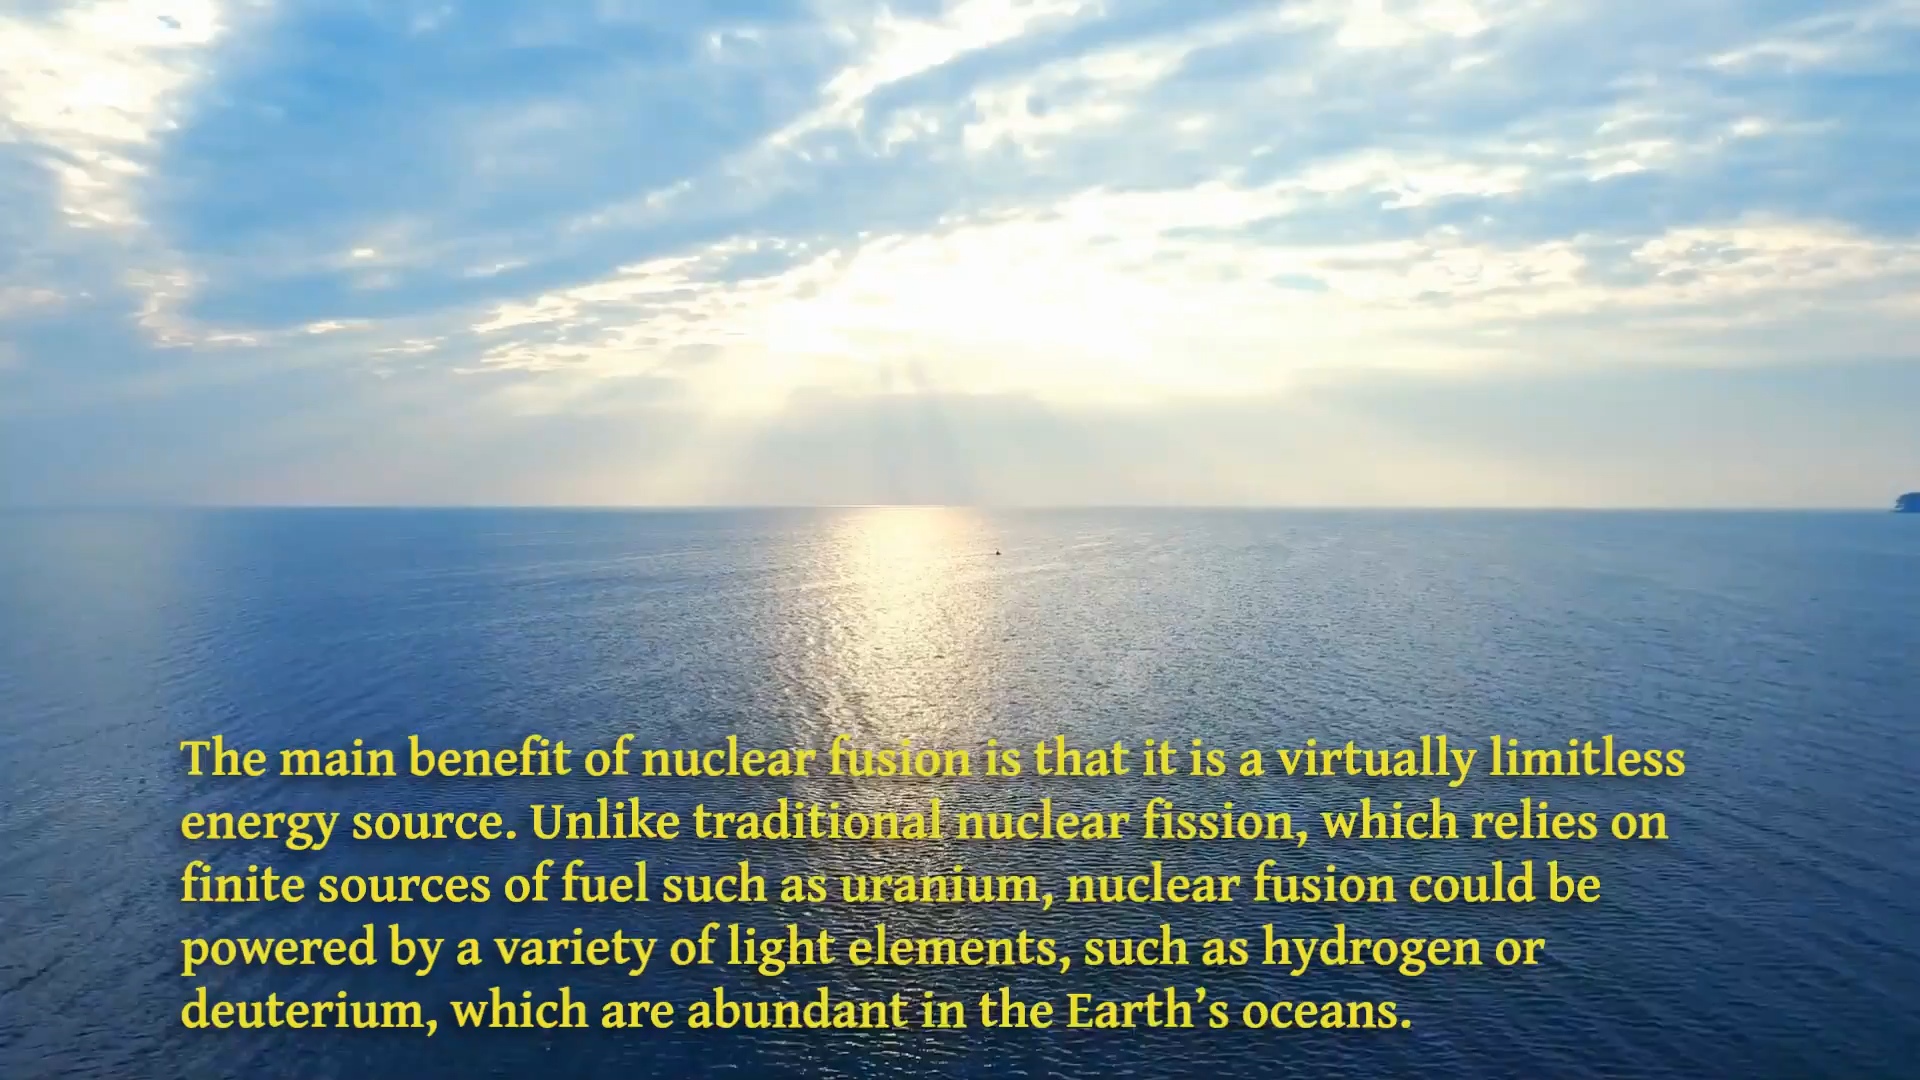 The main benefit of nuclear fusion is that it is a virtually limitless
energy source. Unlike traditional nuclear fission, which relies on
finite sources of fuel such as uranium, nuclear fusion could be
powered by a variety of light elements, such as hydrogen or
deuterium, which are abundant in the Earth’s oceans.